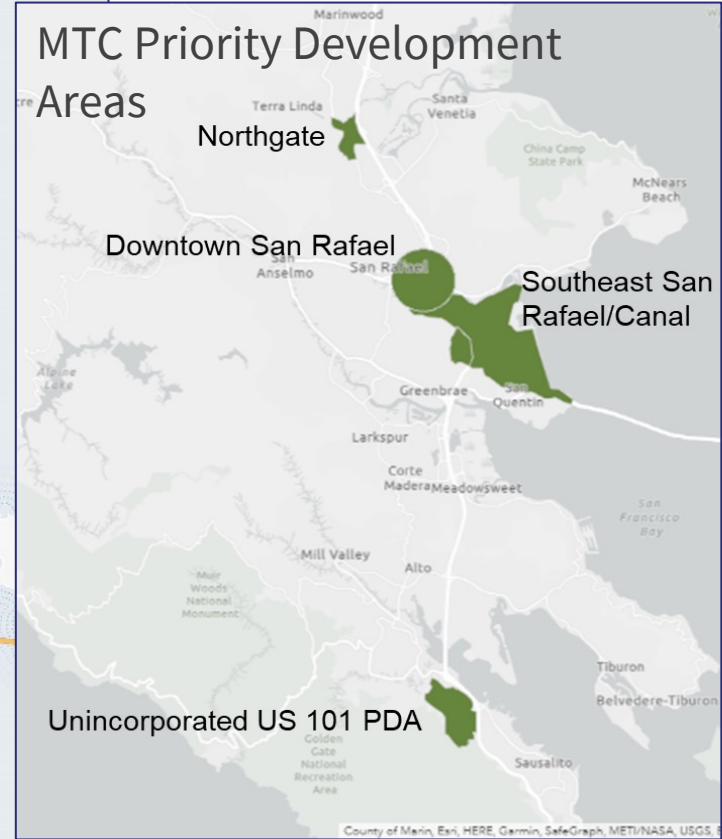 Marinwood
MTC Priority Development
Areas
Terra Linda
Santa
Venetia
Northgate
China Camp
State Park
McNears
Beach
Downtown San Rafael
San
Anselmo
San Rafael
Southeast San
Rafael/Canal
Alpine
Lake
Greenbrae
San
Quentin
Larkspur
Corte
Madera
Meadowsweet
San
Francisco
Bay
Mill Valley
Alto
Muir
Woods
National
Monument
Tiburon
Belvedere-Tiburon
Unincorporated US 101 PDA
Golden
Gate
National
Recreation
Area
Sausalito
County of Marin, Esri, HERE, Garmin, SafeGraph, METI/NASA, USGS,